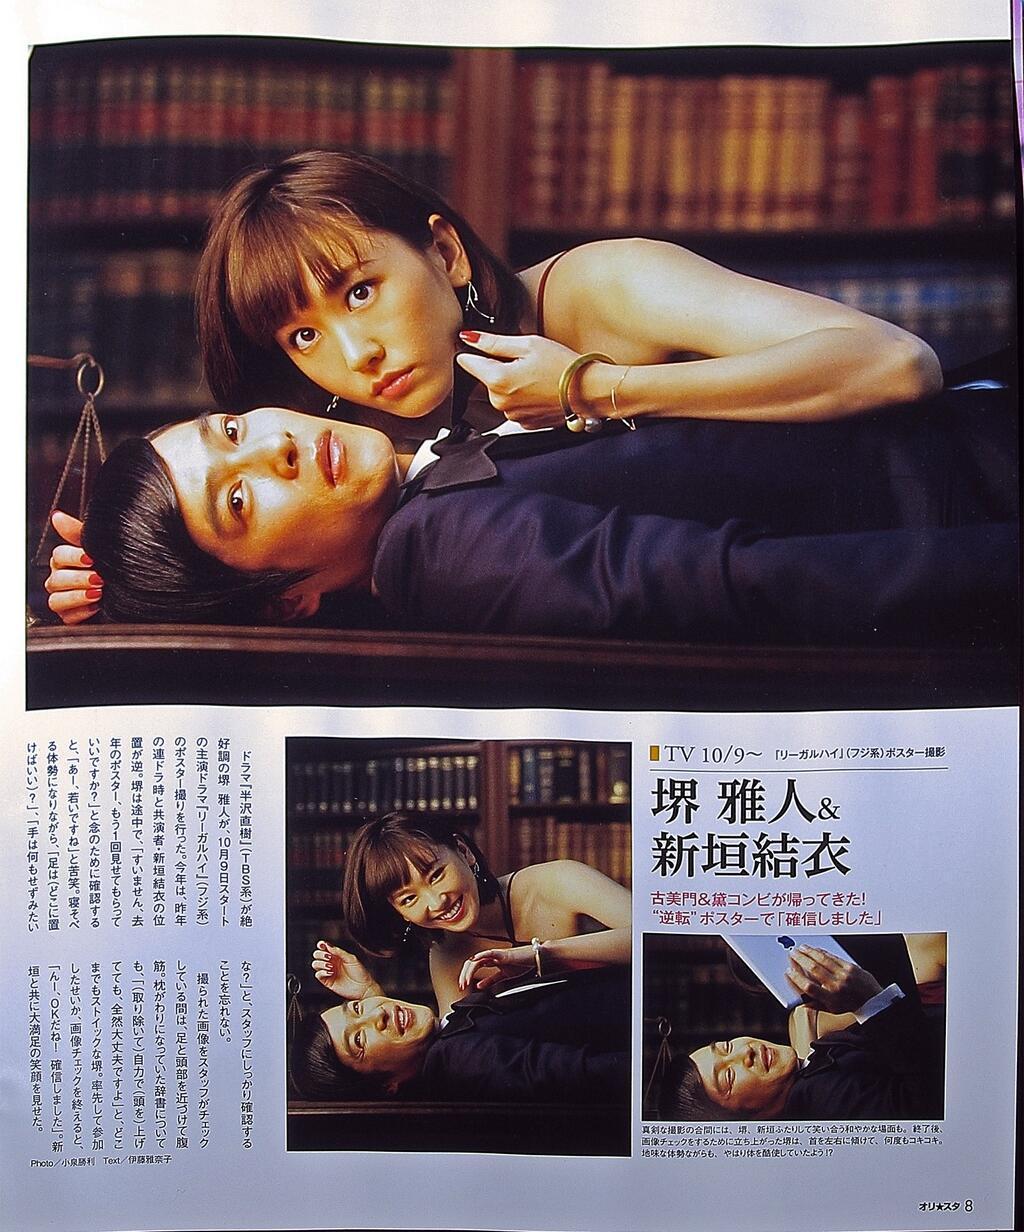 TV 10/9〜 「リーガルハイ」(フジ系)ポスター撮影
堺 雅人&
新垣結衣
古美門&黛コンビが帰ってきた!
“逆転”ポスターで「確信しました」
ドラマ『半沢直樹』(TBS系)が絶
好調の堺 雅人が、10月9日スタート
の主演ドラマ『リーガルハイ』(フジ系)
のポスター撮りを行った。今年は、昨年
の連ドラ時と共演者・新垣結衣の位
置が逆。堺は途中で、「すいません、去
年のポスター、もう1回見せてもらって
いいですか?」と念のために確認する
と、「あー、若いですね」と苦笑。寝そべ
る体勢になりながら、「足は(どこに置
けばいい)?」、「手は何もせずみたい
な?」と、スタッフにしっかり確認する
ことを忘れない。
撮られた画像をスタッフがチェック
している間は、足と頭部を近づけて腹
筋。枕がわりになっていた辞書について
も、「(取り除いて)自力で(頭を)上げ
てても、全然大丈夫ですよ」と、どこ
までもストイックな堺。率先して参加
したせいか、画像チェックを終えると、
「んー、OKだね! 確信しました」。新
垣と共に大満足の笑顔を見せた。
Photo/小泉勝利 Text/伊藤雅奈子
真剣な撮影の合間には、堺、新垣ふたりして笑い合う和やかな場面も。終了後、
画像チェックをするために立ち上がった堺は、首を左右に傾けて、何度もコキコキ。
地味な体勢ながらも、やはり体を酷使していたよう!?
オリ★スタ 8